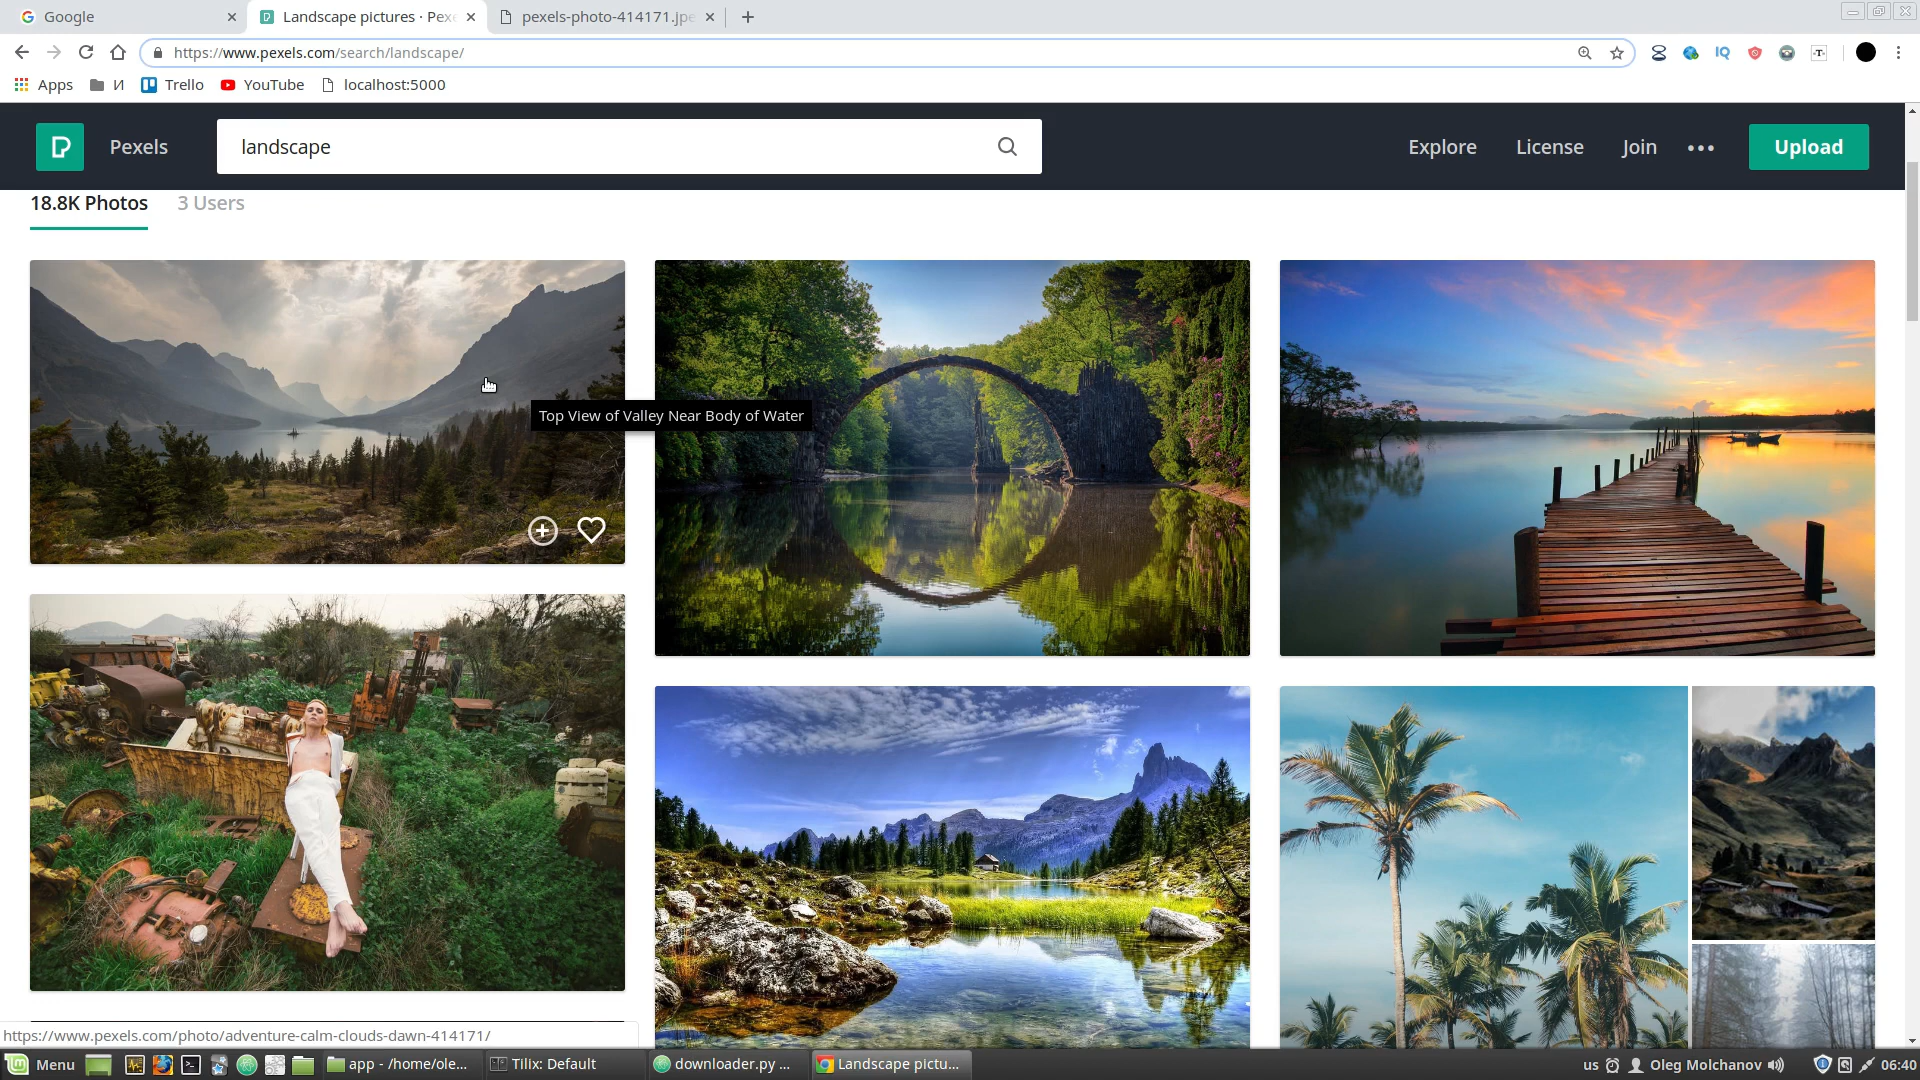 Google
Landscape pictures · Pexe
pexels-photo-414171.jpe
https://www.pexels.com/search/landscape/
IQ
Apps
И
Trello
YouTube
localhost:5000
Pexels
landscape
Explore
License
Join
Upload
18.8K Photos
3 Users
Top View of Valley Near Body of Water
https://www.pexels.com/photo/adventure-calm-clouds-dawn-414171/
Menu
app - /home/ole...
Tilix: Default
downloader.py ...
Landscape pictu...
us
Oleg Molchanov
06:40